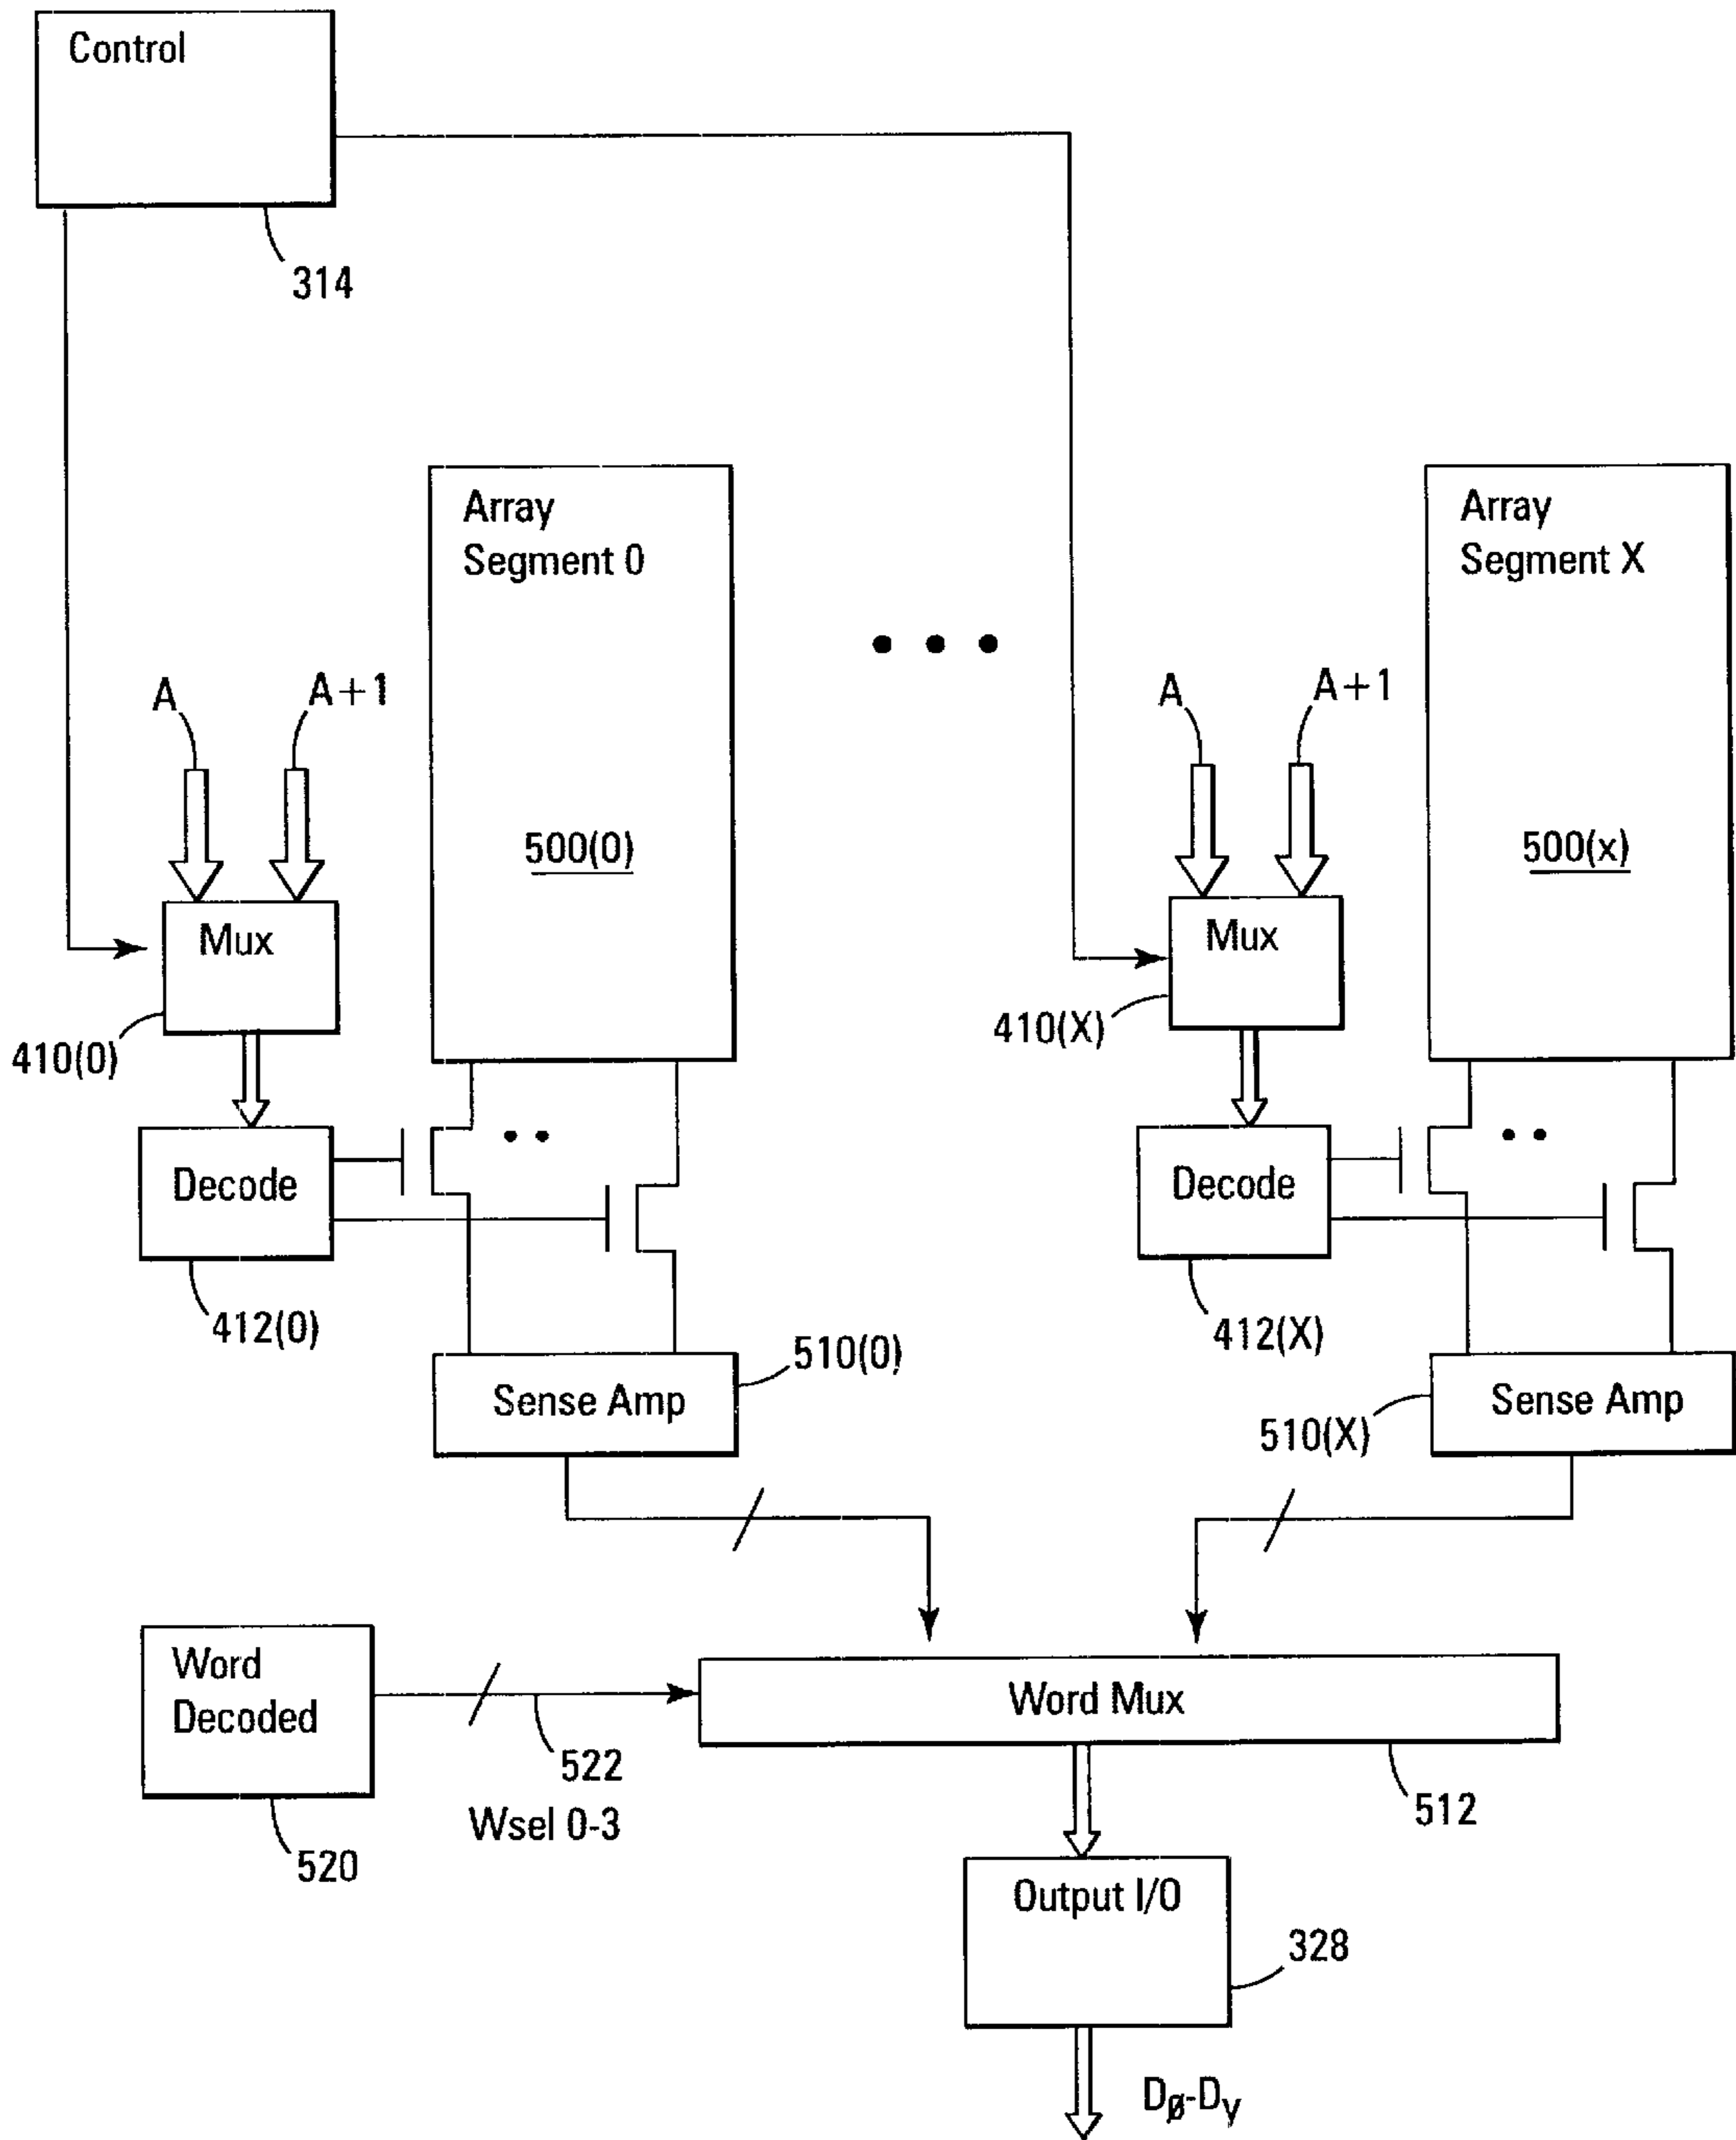 Control
314
Array
Segment 0
Array
Segment X
A
A+1
A
A+1
500(0)
500(x)
Mux
Mux
410(0)
410(X)
Decode
Decode
412(0)
412(X)
510(0)
Sense Amp
Sense Amp
510(X)
Word
Decoded
Word Mux
522
Wsel 0-3
512
520
Output I/O
328
DØ-Dy